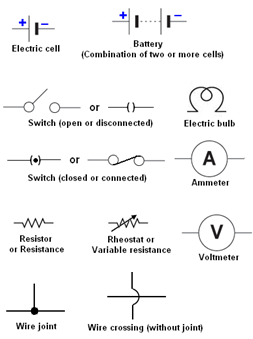 + − + −
Electric cell
Battery
(Combination of two or more cells)
or
Switch (open or disconnected)
Electric bulb
or
A
Switch (closed or connected)
Ammeter
V
Resistor
or Resistance
Rheostat or
Variable resistance
Voltmeter
Wire joint
Wire crossing (without joint)